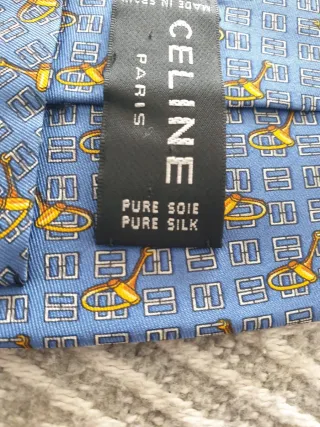 MADE IN SPAIN
CELINE
PARIS
PURE SOIE
PURE SILK